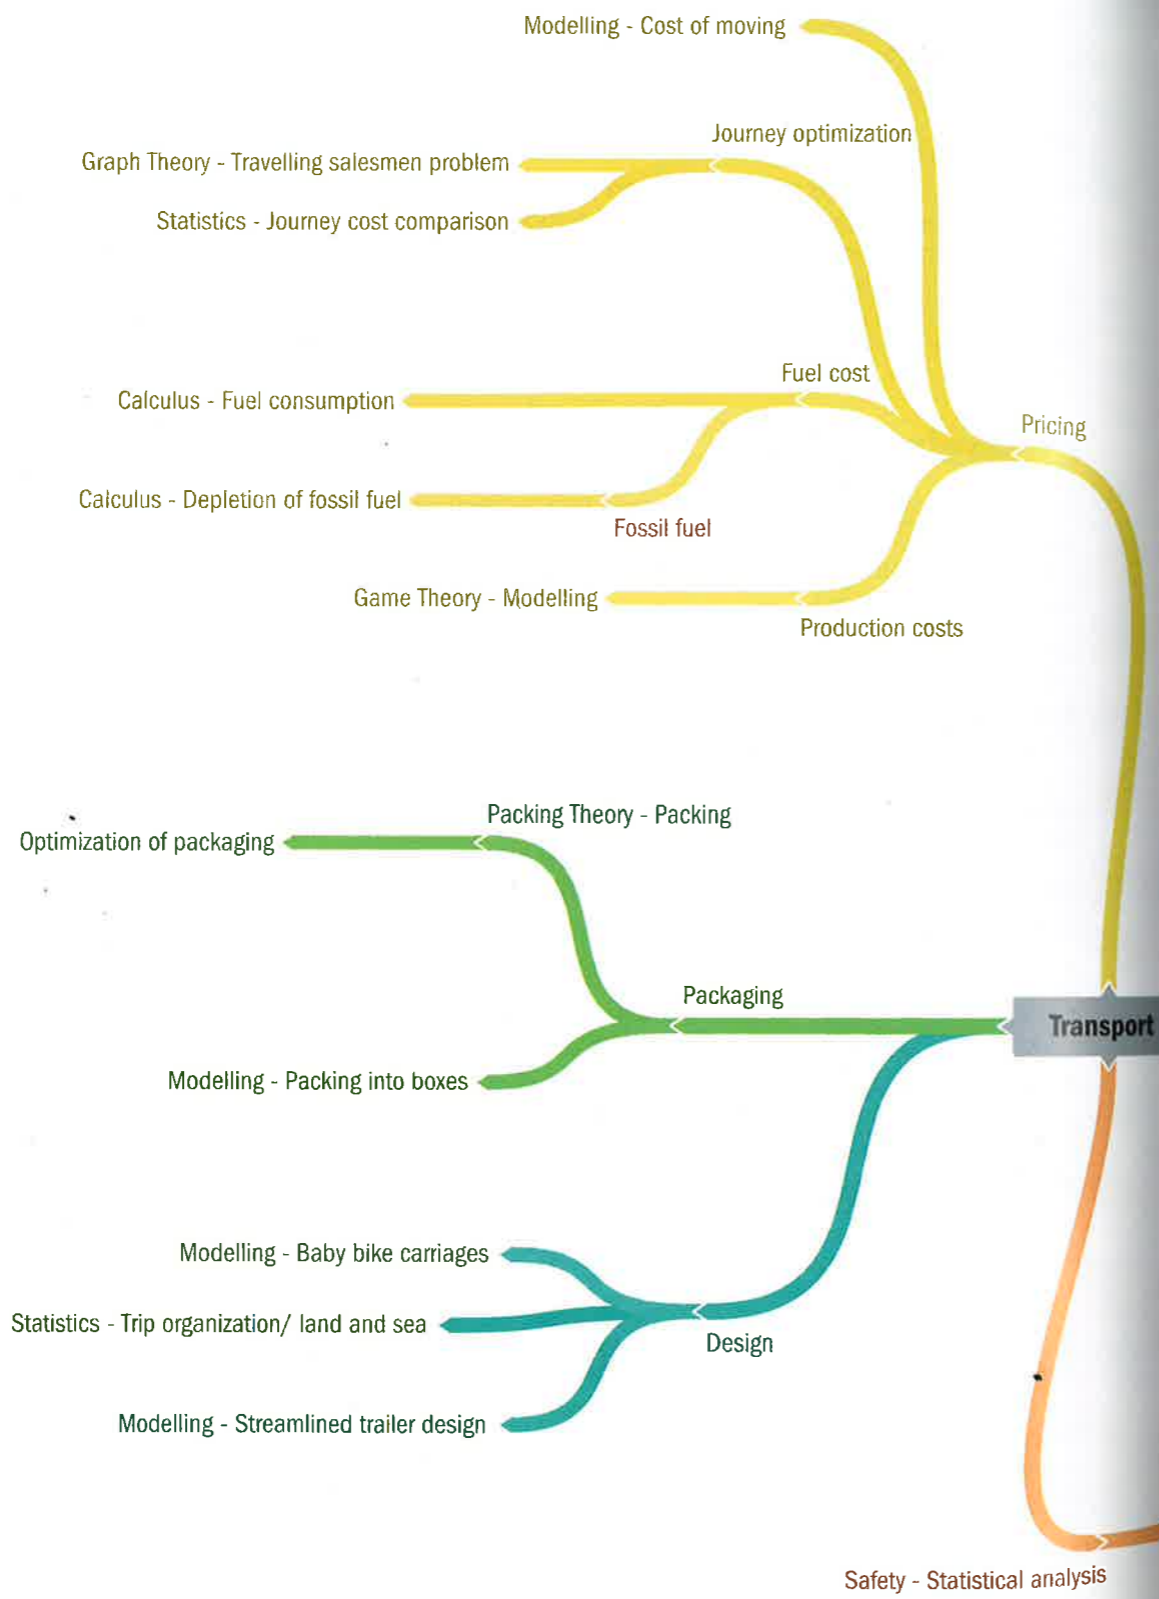 Modelling - Cost of moving
Journey optimization
Graph Theory - Travelling salesmen problem
Statistics - Journey cost comparison
Fuel cost
Calculus - Fuel consumption
Pricing
Calculus - Depletion of fossil fuel
Fossil fuel
Game Theory - Modelling
Production costs
Packing Theory - Packing
Optimization of packaging
Packaging
Transport
Modelling - Packing into boxes
Modelling - Baby bike carriages
Statistics - Trip organization/ land and sea
Design
Modelling - Streamlined trailer design
Safety - Statistical analysis